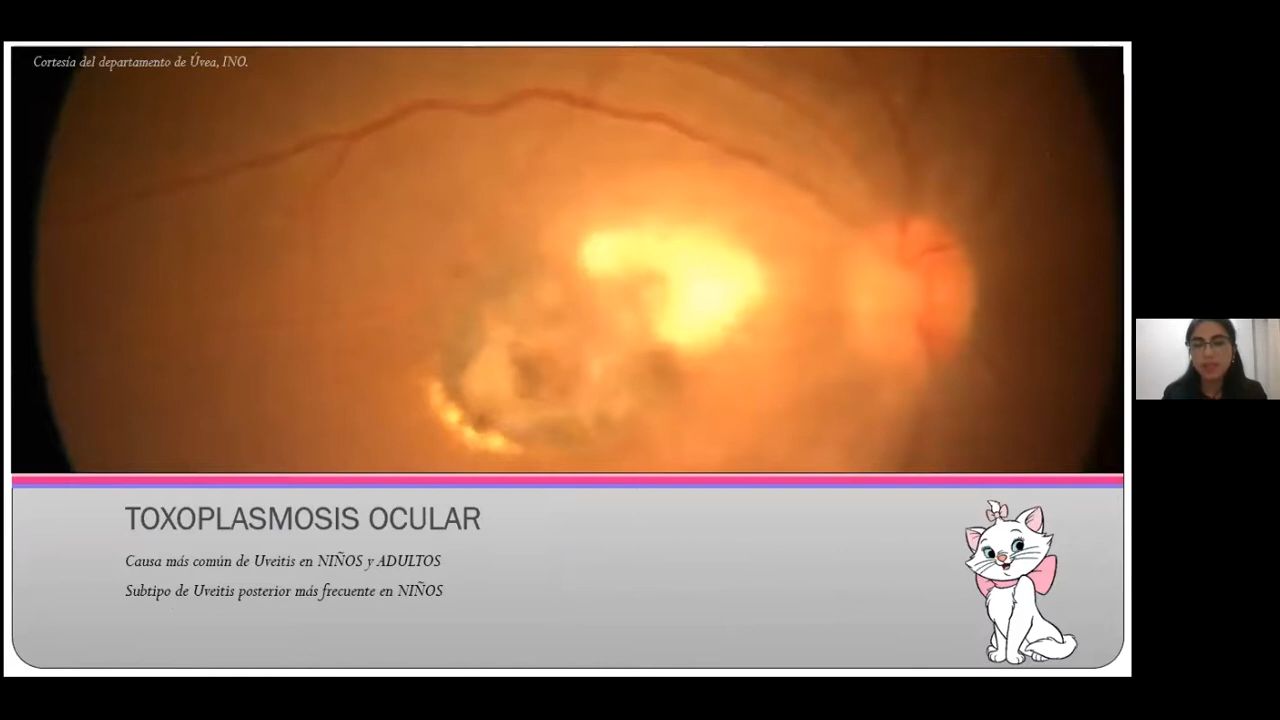 Cortesía del departamento de Úvea, INO.
TOXOPLASMOSIS OCULAR
Causa más común de Uveitis en NIÑOS y ADULTOS
Subtipo de Uveitis posterior más frecuente en NIÑOS